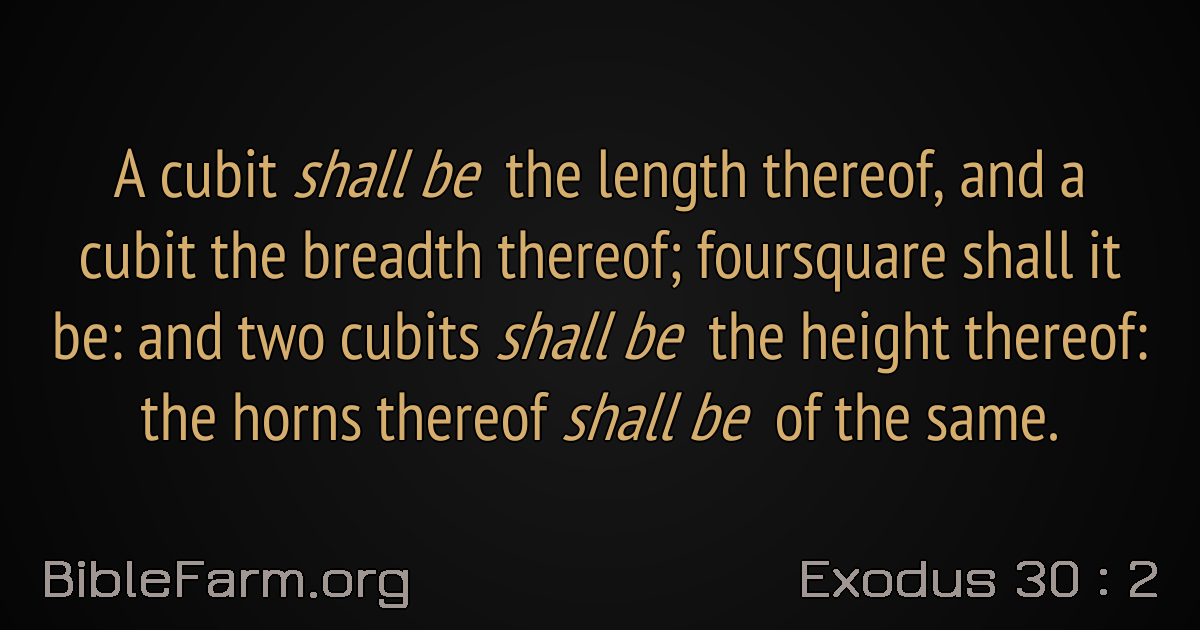 A cubit shall be the length thereof, and a
cubit the breadth thereof; foursquare shall it
be: and two cubits shall be the height thereof:
the horns thereof shall be of the same.
BibleFarm.org
Exodus 30 : 2